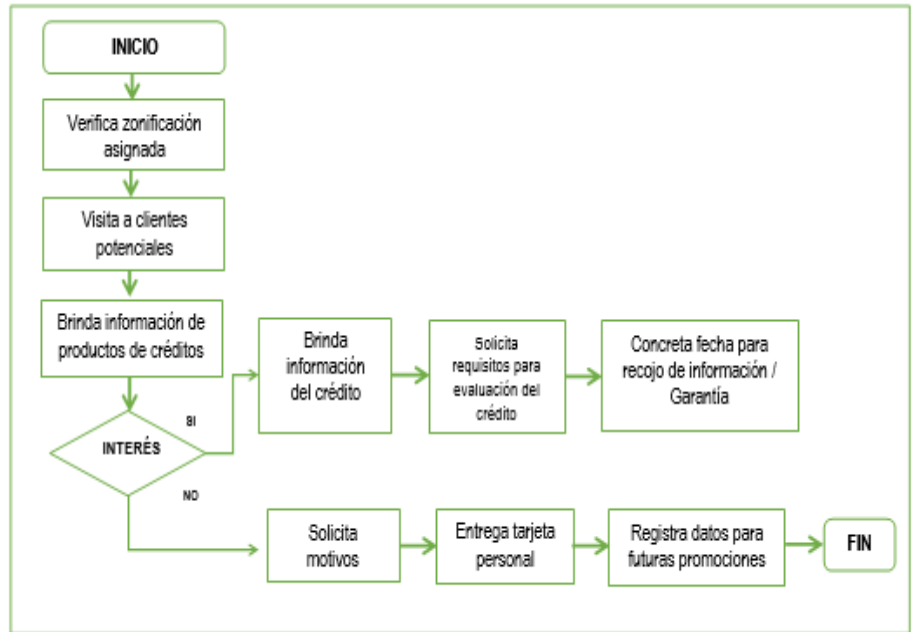 INICIO
Verifica zonificación
asignada
Visita a clientes
potenciales
Brinda información de
productos de créditos
INTERÉS
SI
Brinda
información
del crédito
Solicita
requisitos para
evaluación del
crédito
Concreta fecha para
recojo de información /
Garantía
NO
Solicita
motivos
Entrega tarjeta
personal
Registra datos para
futuras promociones
FIN